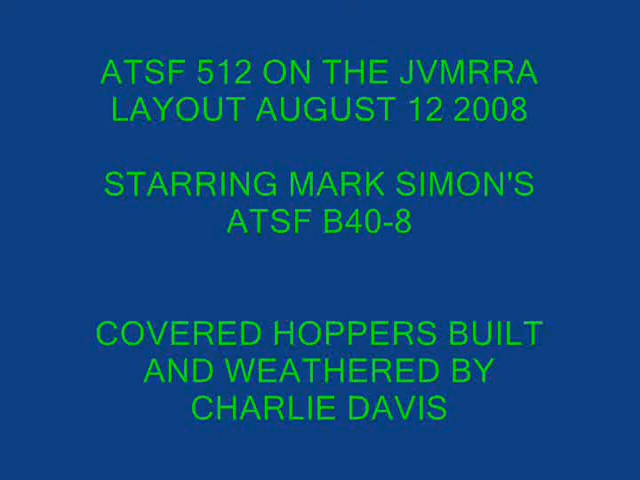 ATSF 512 ON THE JVMRRA
LAYOUT AUGUST 12 2008
STARRING MARK SIMON'S
ATSF B40-8
COVERED HOPPERS BUILT
AND WEATHERED BY
CHARLIE DAVIS